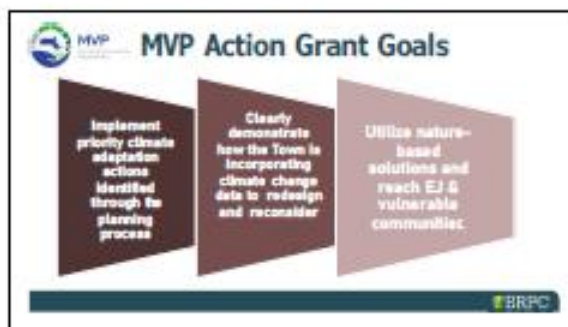 MVP
MVP Action Grant Goals
Implement
priority climate
adaptation
actions
identified
through the
planning
process
Clearly
demonstrate
how the Town is
incorporating
climate change
data to redesign
and reconsider
Utilize nature-
based
solutions and
reach EJ &
vulnerable
communities.
BRPC